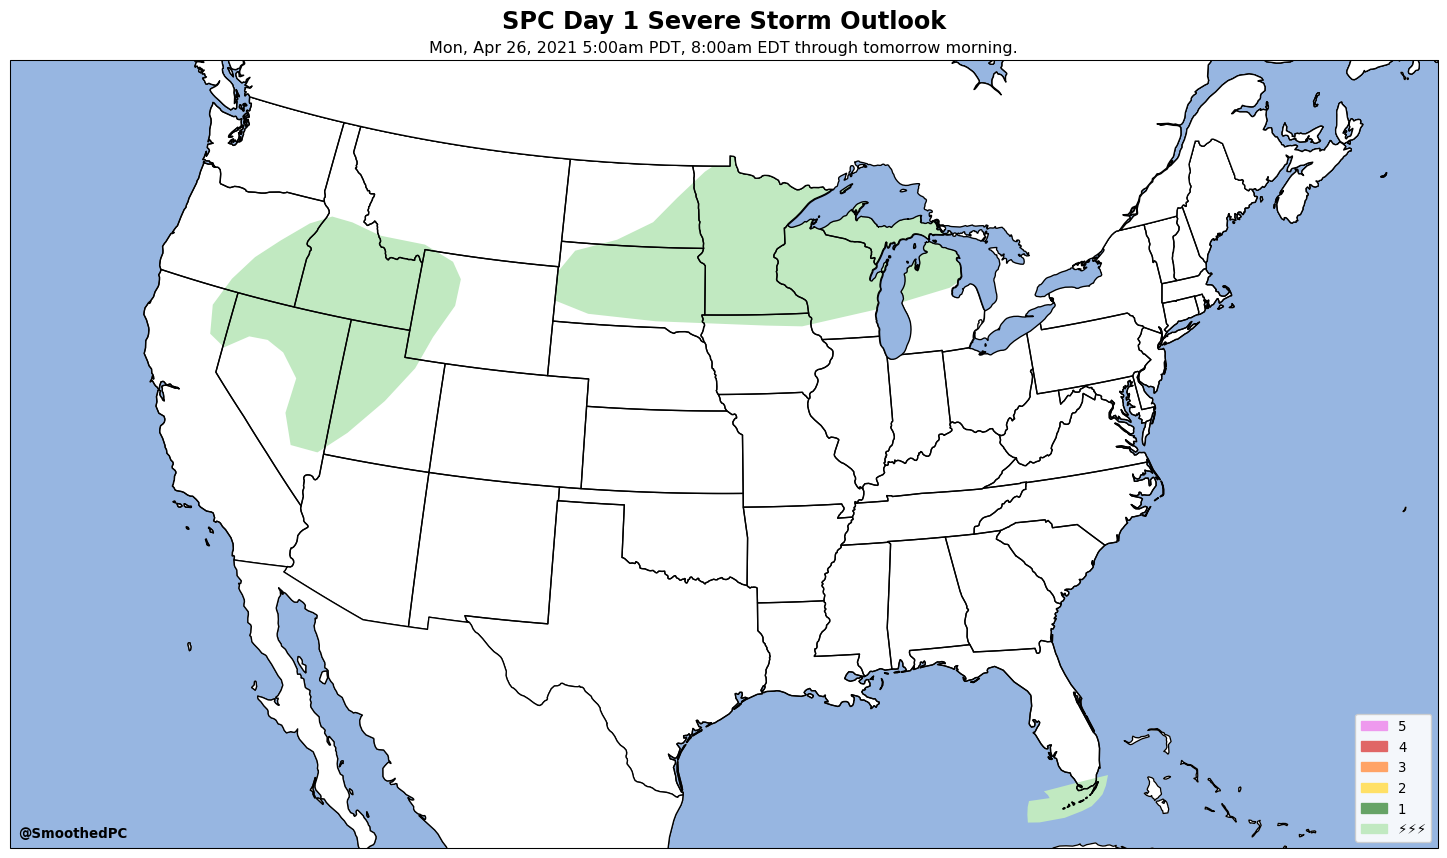 SPC Day 1 Severe Storm Outlook
Mon, Apr 26, 2021 5:00am PDT, 8:00am EDT through tomorrow morning.
5
4
3
2
1
⚡⚡⚡
@SmoothedPC